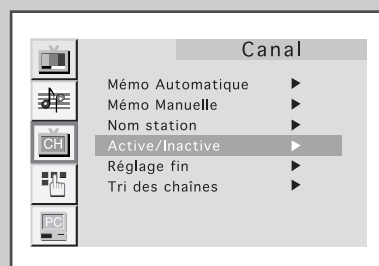 Canal
Mémo Automatique
Mémo Manuelle
Nom station
CH
Active/Inactive
Réglage fin
Tri des chaînes
PC